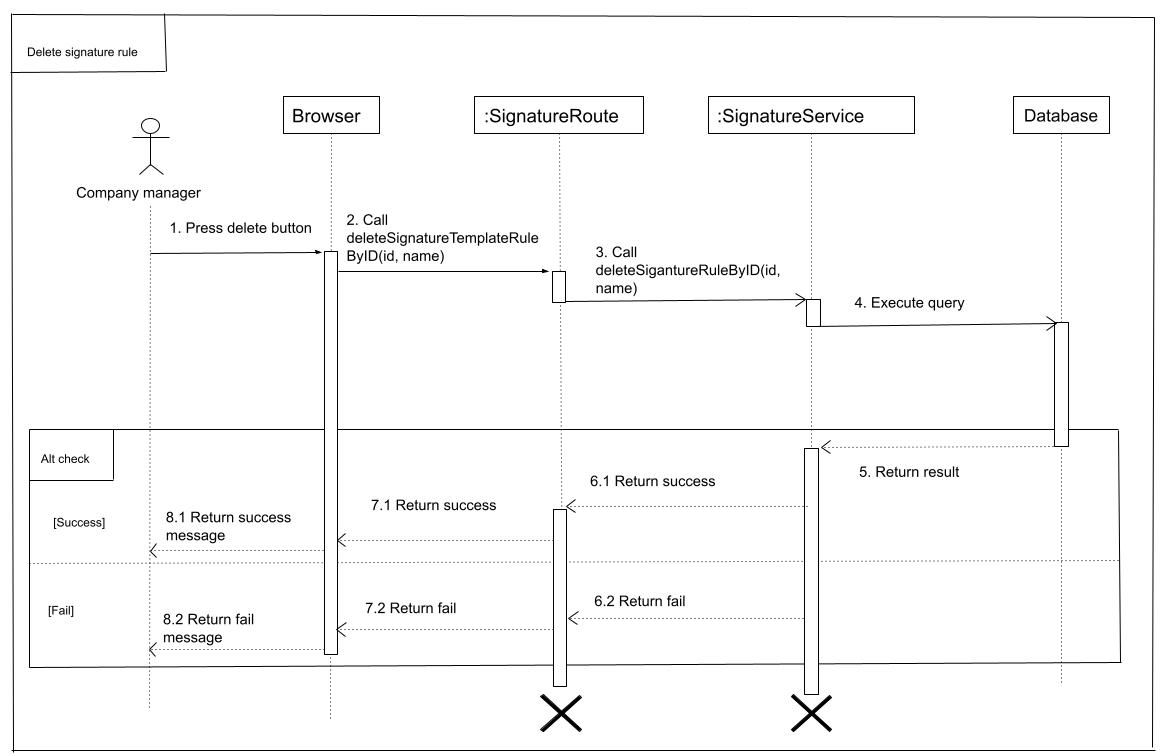 Delete signature rule
Browser
:SignatureRoute
:SignatureService
Database
Company manager
1. Press delete button
2. Call
deleteSignatureTemplateRule
ByID(id, name)
3. Call
deleteSigantureRuleByID(id,
name)
4. Execute query
Alt check
5. Return result
6.1 Return success
7.1 Return success
[Success]
8.1 Return success
message
[Fail]
6.2 Return fail
7.2 Return fail
8.2 Return fail
message